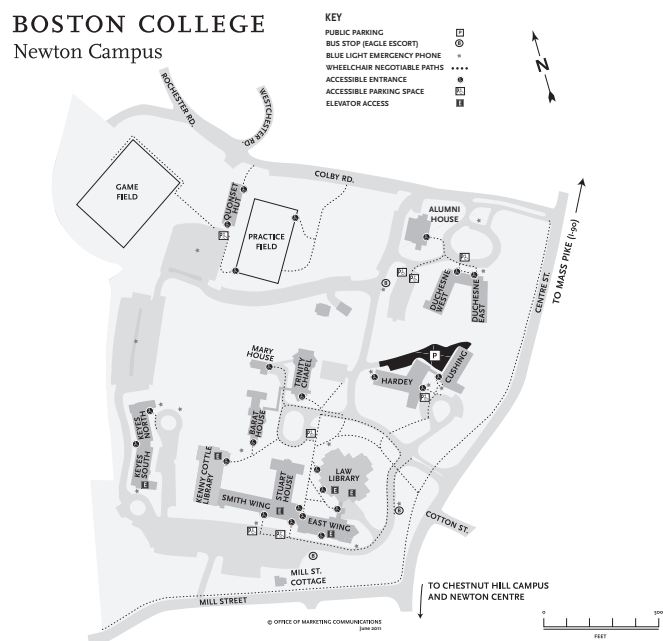 BOSTON COLLEGE
Newton Campus
KEY
PUBLIC PARKING P
BUS STOP (EAGLE ESCORT) B
BLUE LIGHT EMERGENCY PHONE *
WHEELCHAIR NEGOTIABLE PATHS
ACCESSIBLE ENTRANCE
ACCESSIBLE PARKING SPACE
ELEVATOR ACCESS E
N
ROCHESTER RD.
WESTCHESTER RD.
COLBY RD.
GAME
FIELD
QUONSET
HUT
PRACTICE
FIELD
ALUMNI
HOUSE
CENTRE ST.
TO MASS PIKE (I-90)
B
DUCHESNE
WEST
DUCHESNE
EAST
MARY
HOUSE
TRINITY
CHAPEL
P
HARDEY
CUSHING
BARAT
HOUSE
KEYES
NORTH
KEYES
SOUTH
E
KENNY COTTLE
LIBRARY
E
STUART
HOUSE
LAW
LIBRARY
E
E
SMITH WING
E
EAST WING
E
B
COTTON ST.
B
MILL ST.
COTTAGE
MILL STREET
TO CHESTNUT HILL CAMPUS
AND NEWTON CENTRE
© OFFICE OF MARKETING COMMUNICATIONS
June 2011
0 500
FEET